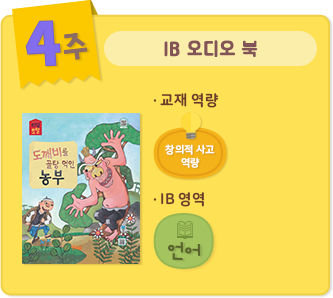 4주
IB 오디오 북
· 교재 역량
도깨비를
골탕 먹인
농부
창의적 사고
역량
· IB 영역
언어